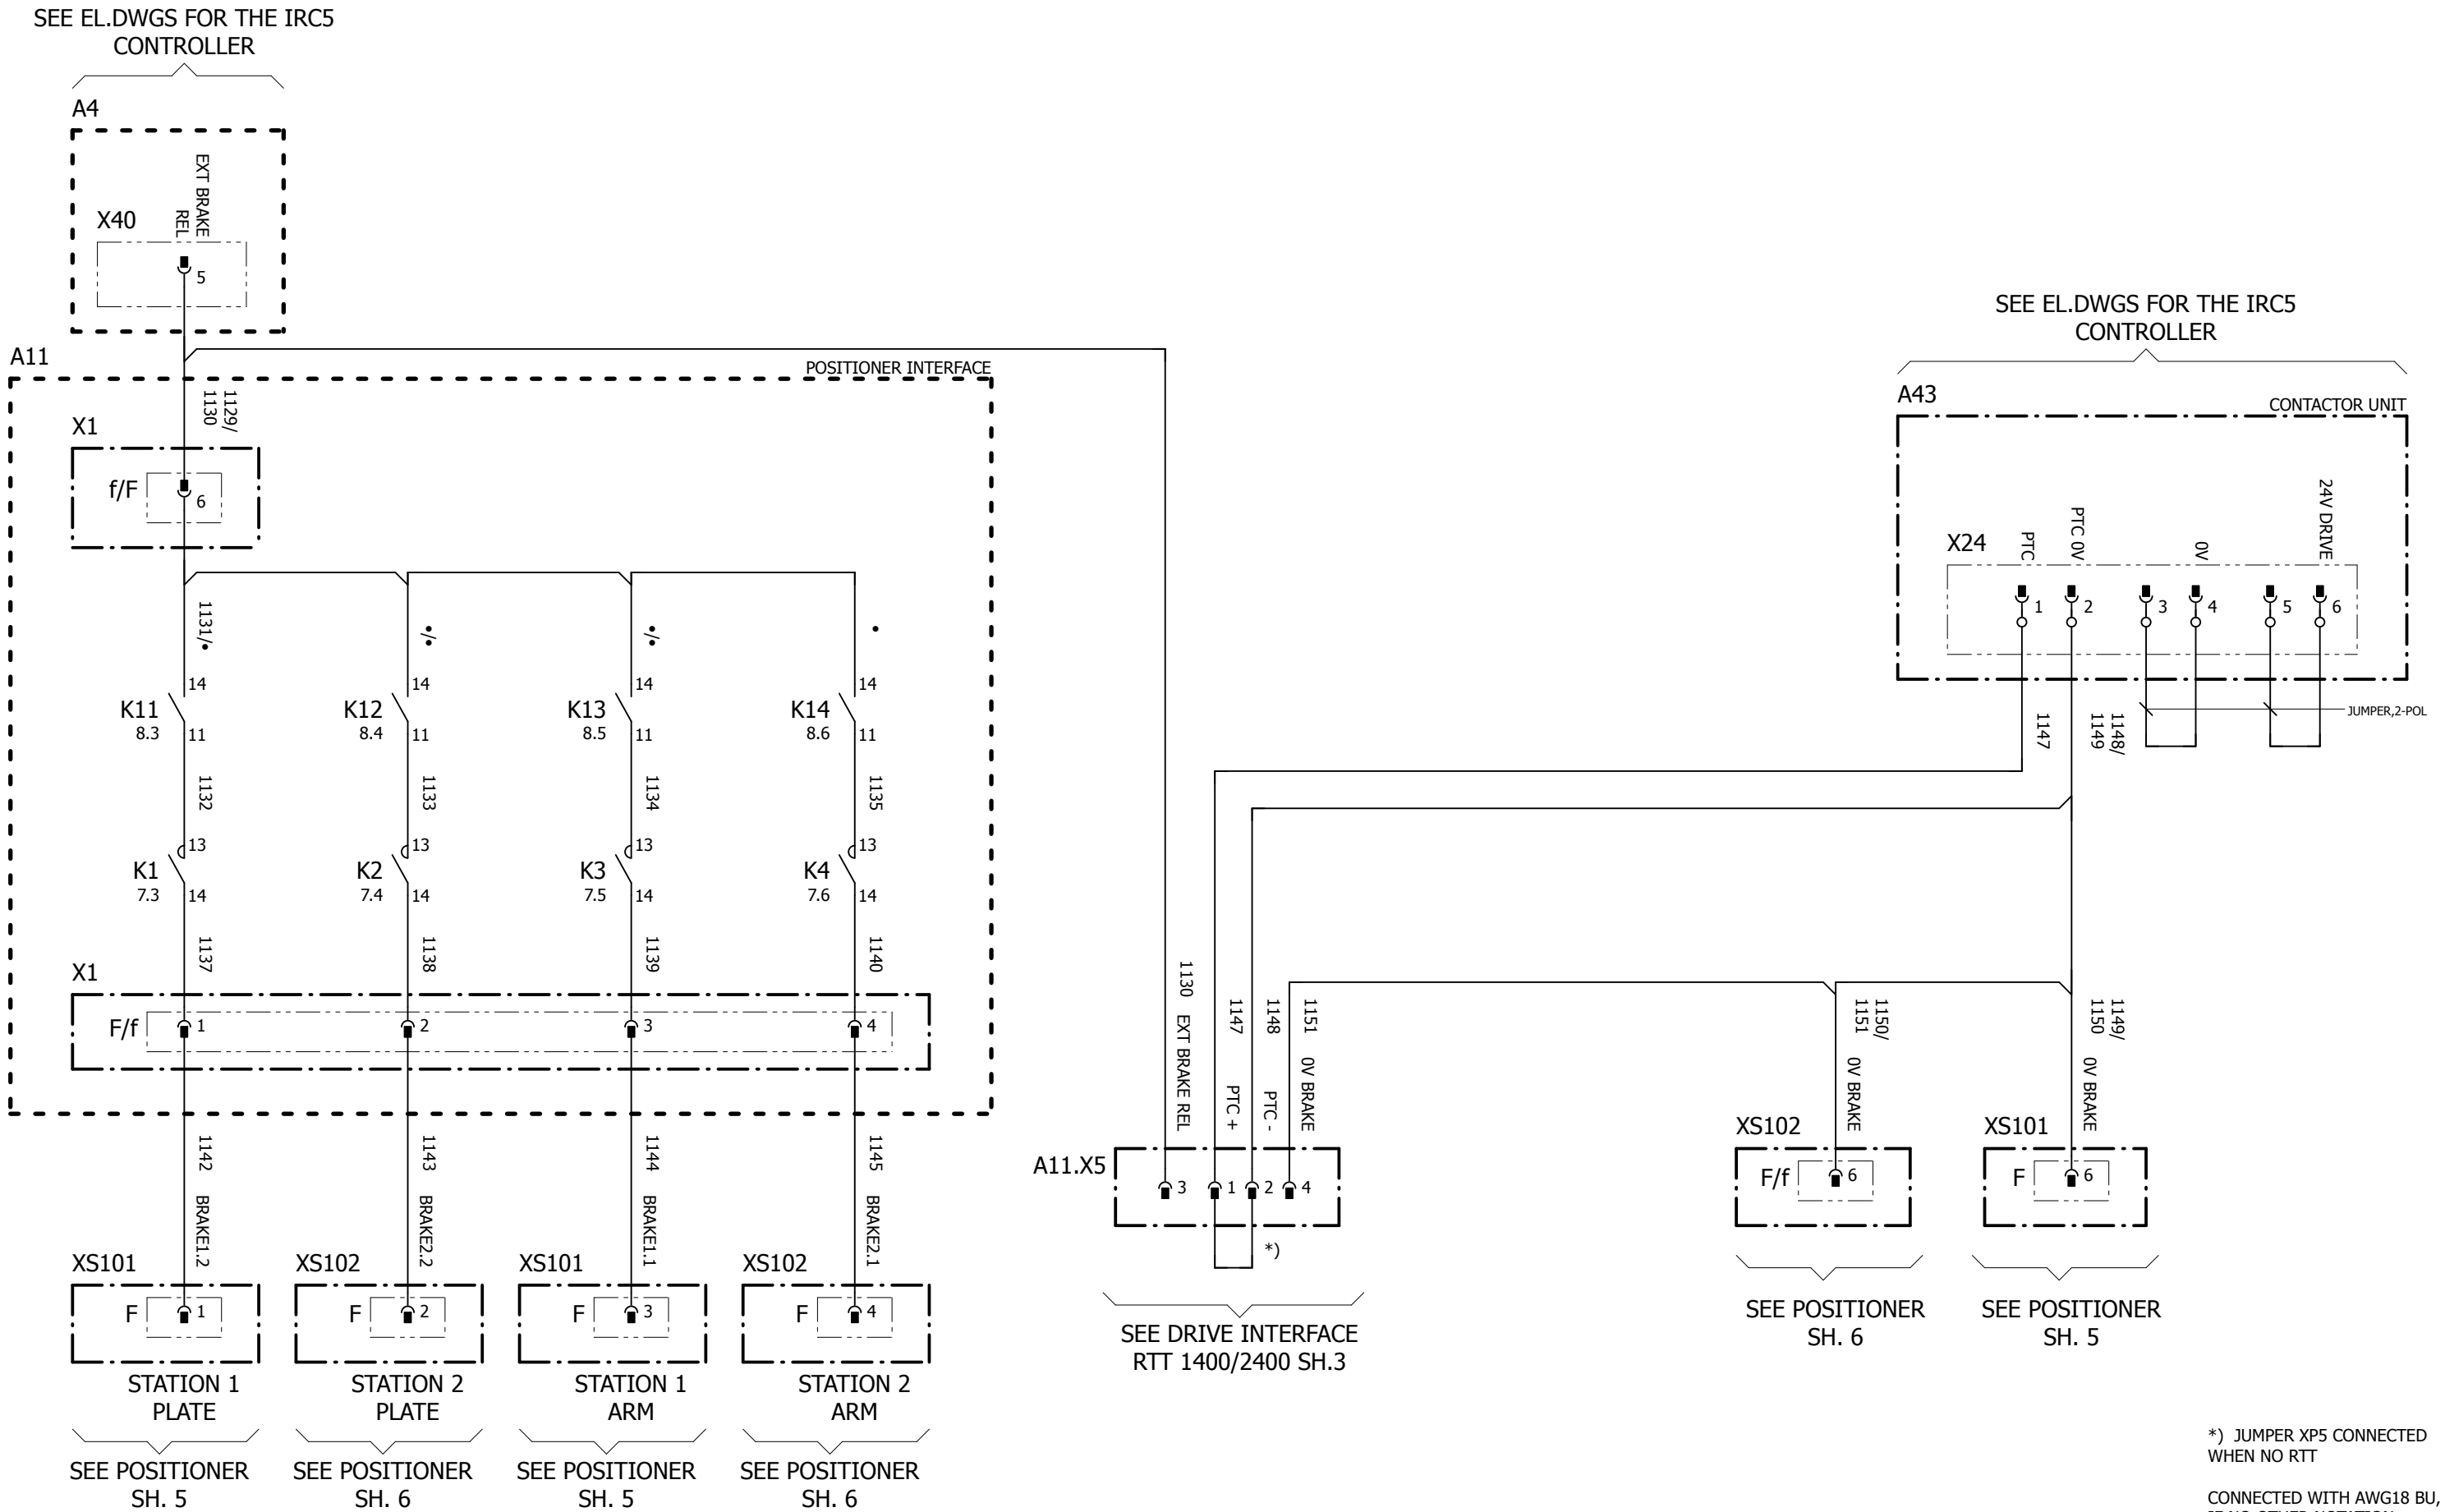 SEE EL.DWGS FOR THE IRC5
CONTROLLER
A4
EXT BRAKE
REL
X40
5
A11
POSITIONER INTERFACE
1129/
1130
X1
f/F
6
1131/•
•/•
•/•
•
14
14
14
14
K11
8.3
11
K12
8.4
11
K13
8.5
11
K14
8.6
11
1132
1133
1134
1135
13
13
13
13
K1
7.3
14
K2
7.4
14
K3
7.5
14
K4
7.6
14
1137
1138
1139
1140
X1
F/f
1
2
3
4
1142 BRAKE1.2
1143 BRAKE2.2
1144 BRAKE1.1
1145 BRAKE2.1
XS101
F
1
XS102
F
2
XS101
F
3
XS102
F
4
STATION 1
PLATE
STATION 2
PLATE
STATION 1
ARM
STATION 2
ARM
SEE POSITIONER
SH. 5
SEE POSITIONER
SH. 6
SEE POSITIONER
SH. 5
SEE POSITIONER
SH. 6
1130 EXT BRAKE REL
1147 PTC +
1148 PTC -
1151 0V BRAKE
A11.X5
3
1
2
4
*)
SEE DRIVE INTERFACE
RTT 1400/2400 SH.3
SEE EL.DWGS FOR THE IRC5
CONTROLLER
A43
CONTACTOR UNIT
X24
PTC
PTC 0V
0V
24V DRIVE
1
2
3
4
5
6
1147
1148/
1149
JUMPER,2-POL
1150/
1151
0V BRAKE
1149/
1150
0V BRAKE
XS102
F/f
6
XS101
F
6
SEE POSITIONER
SH. 6
SEE POSITIONER
SH. 5
*) JUMPER XP5 CONNECTED
WHEN NO RTT
CONNECTED WITH AWG18 BU,